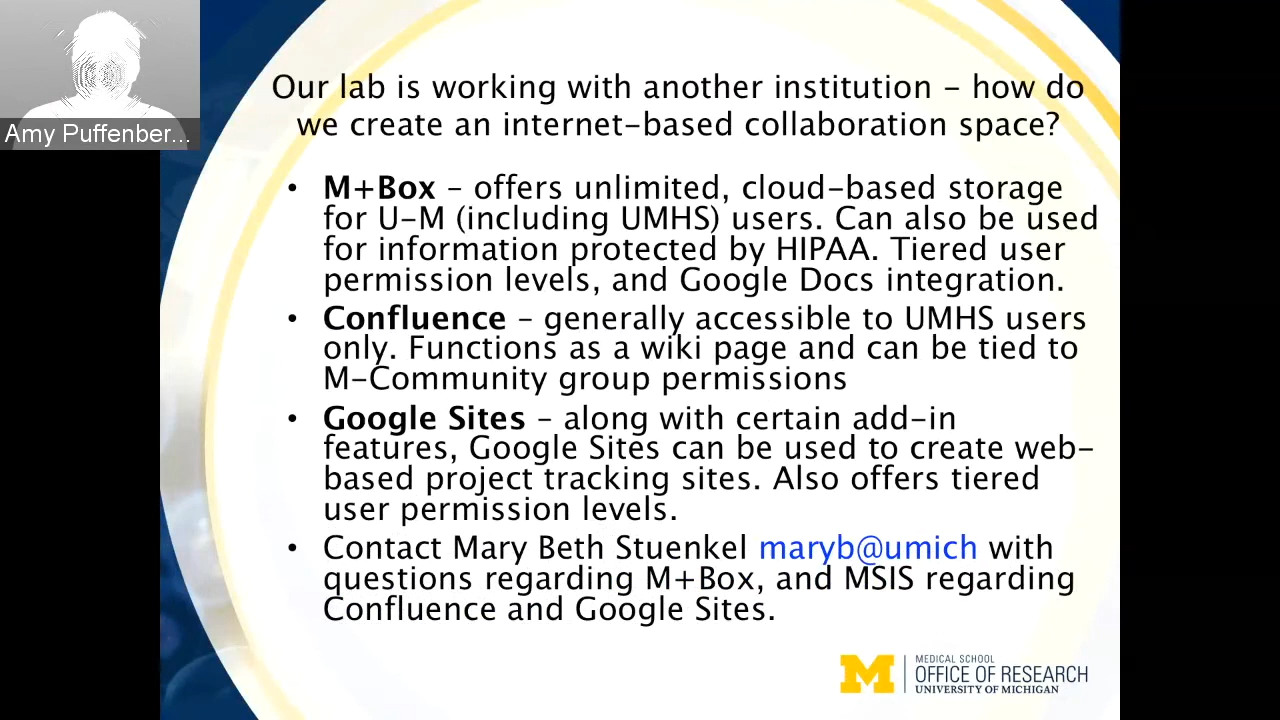 Amy Puffenber...
Our lab is working with another institution – how do
we create an internet-based collaboration space?
• M+Box – offers unlimited, cloud-based storage
for U-M (including UMHS) users. Can also be used
for information protected by HIPAA. Tiered user
permission levels, and Google Docs integration.
• Confluence – generally accessible to UMHS users
only. Functions as a wiki page and can be tied to
M-Community group permissions
• Google Sites – along with certain add-in
features, Google Sites can be used to create web-
based project tracking sites. Also offers tiered
user permission levels.
• Contact Mary Beth Stuenkel maryb@umich with
questions regarding M+Box, and MSIS regarding
Confluence and Google Sites.
M
MEDICAL SCHOOL
OFFICE OF RESEARCH
UNIVERSITY OF MICHIGAN